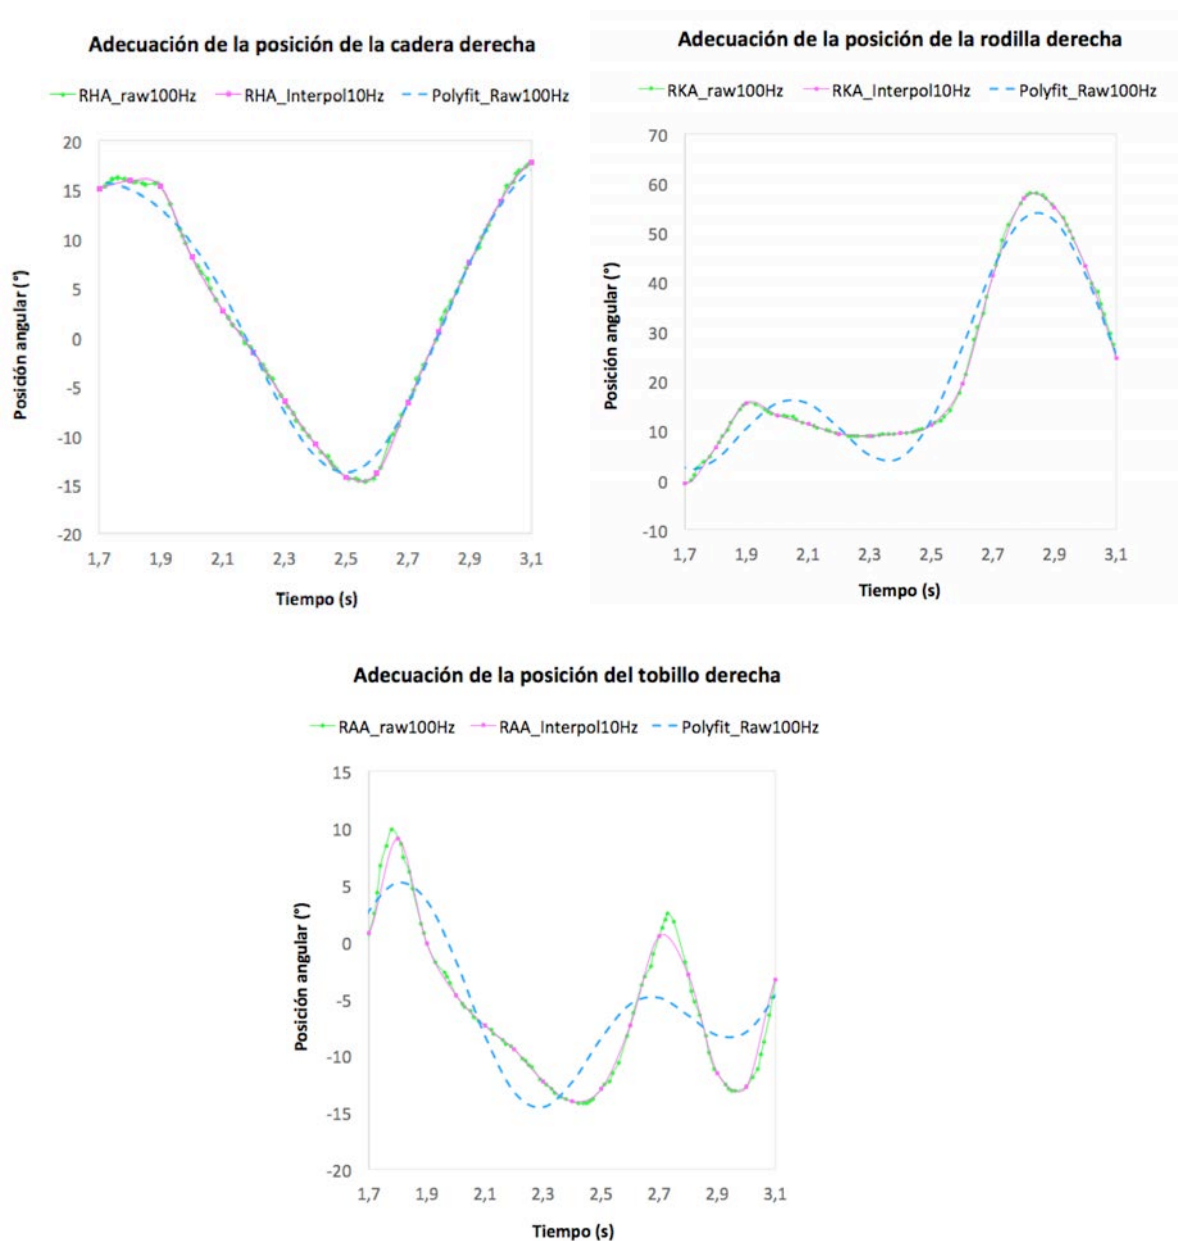 Adecuación de la posición de la cadera derecha
RHA_raw100Hz RHA_Interpol10Hz Polyfit_Raw100Hz
20
15
10
5
0
-5
-10
-15
-20
Posición angular (°)
1,7 1,9 2,1 2,3 2,5 2,7 2,9 3,1
Tiempo (s)
Adecuación de la posición de la rodilla derecha
RKA_raw100Hz RKA_Interpol10Hz Polyfit_Raw100Hz
70
60
50
40
30
20
10
0
-10
Posición angular (°)
1,7 1,9 2,1 2,3 2,5 2,7 2,9 3,1
Tiempo (s)
Adecuación de la posición del tobillo derecha
RAA_raw100Hz RAA_Interpol10Hz Polyfit_Raw100Hz
15
10
5
0
-5
-10
-15
-20
Posición angular (°)
1,7 1,9 2,1 2,3 2,5 2,7 2,9 3,1
Tiempo (s)